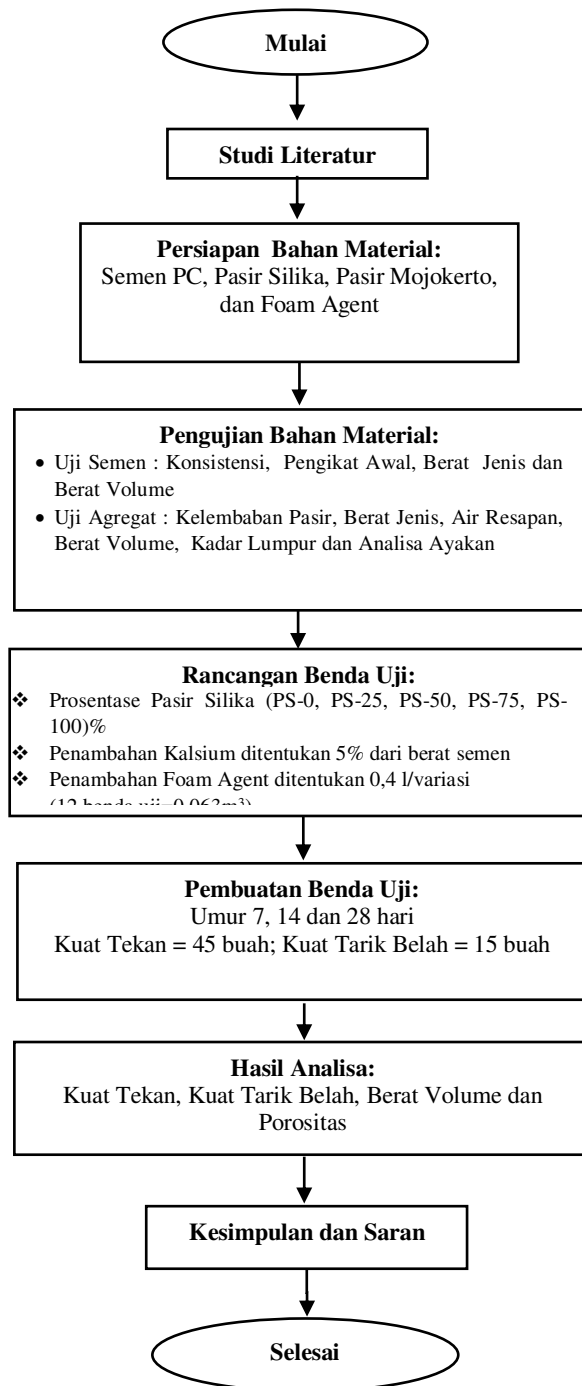 Mulai
Studi Literatur
Persiapan Bahan Material:
Semen PC, Pasir Silika, Pasir Mojokerto,
dan Foam Agent
Pengujian Bahan Material:
• Uji Semen : Konsistensi, Pengikat Awal, Berat Jenis dan
Berat Volume
• Uji Agregat : Kelembaban Pasir, Berat Jenis, Air Resapan,
Berat Volume, Kadar Lumpur dan Analisa Ayakan
Rancangan Benda Uji:
❖ Prosentase Pasir Silika (PS-0, PS-25, PS-50, PS-75, PS-
100)%
❖ Penambahan Kalsium ditentukan 5% dari berat semen
❖ Penambahan Foam Agent ditentukan 0,4 l/variasi
(12 benda uji=0,063m³)
Pembuatan Benda Uji:
Umur 7, 14 dan 28 hari
Kuat Tekan = 45 buah; Kuat Tarik Belah = 15 buah
Hasil Analisa:
Kuat Tekan, Kuat Tarik Belah, Berat Volume dan
Porositas
Kesimpulan dan Saran
Selesai